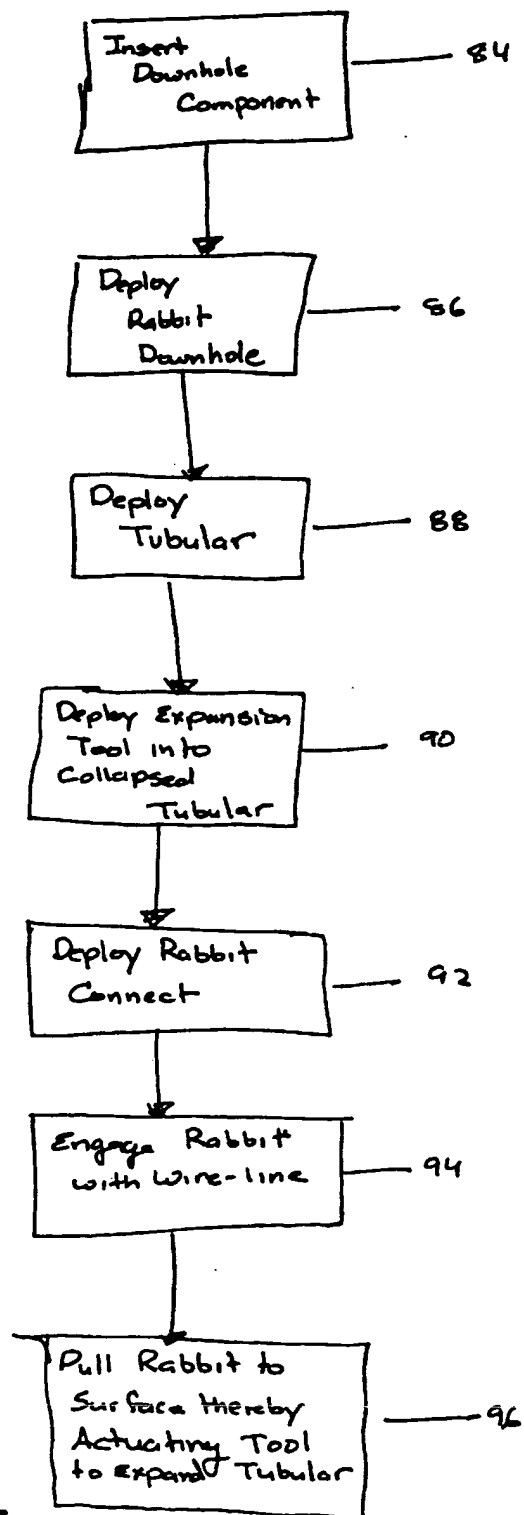 Insert
Downhole
Component
84
Deploy
Rabbit
Downhole
86
Deploy
Tubular
88
Deploy Expansion
Tool into
Collapsed
Tubular
90
Deploy Rabbit
Connect
92
Engage Rabbit
with Wire-line
94
Pull Rabbit to
Surface thereby
Actuating Tool
to Expand Tubular
96